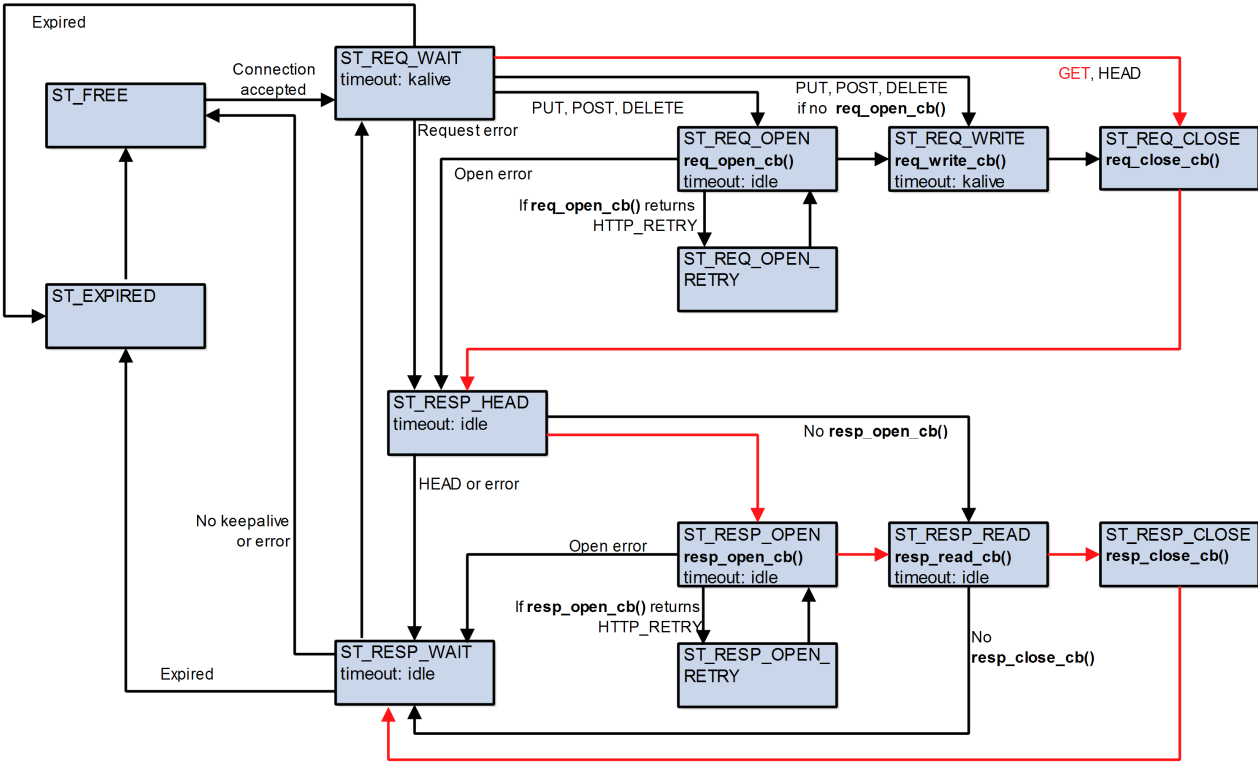 Expired
ST_REQ_WAIT
timeout: kalive
Connection
accepted
ST_FREE
GET, HEAD
PUT, POST, DELETE
if no req_open_cb()
PUT, POST, DELETE
Request error
ST_REQ_OPEN
req_open_cb()
timeout: idle
ST_REQ_WRITE
req_write_cb()
timeout: kalive
ST_REQ_CLOSE
req_close_cb()
Open error
If req_open_cb() returns
HTTP_RETRY
ST_REQ_OPEN_
RETRY
ST_EXPIRED
ST_RESP_HEAD
timeout: idle
No resp_open_cb()
HEAD or error
No keepalive
or error
Open error
ST_RESP_OPEN
resp_open_cb()
timeout: idle
ST_RESP_READ
resp_read_cb()
timeout: idle
ST_RESP_CLOSE
resp_close_cb()
If resp_open_cb() returns
HTTP_RETRY
ST_RESP_OPEN_
RETRY
No
resp_close_cb()
ST_RESP_WAIT
timeout: idle
Expired